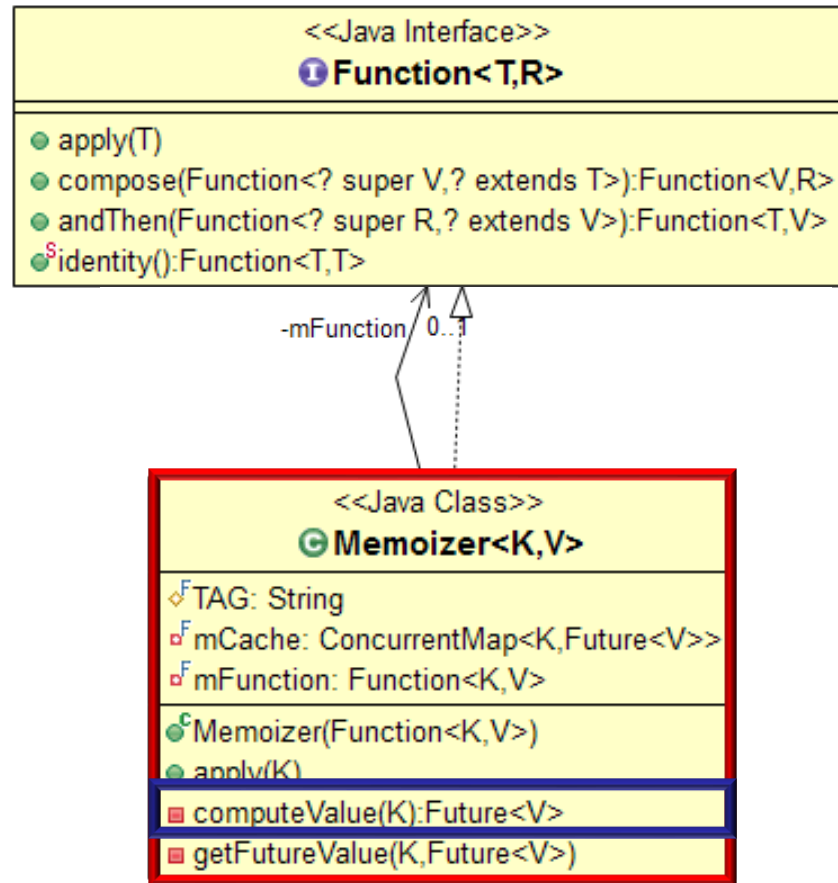 <<Java Interface>>
I Function<T,R>
apply(T)
compose(Function<? super V,? extends T>):Function<V,R>
andThen(Function<? super R,? extends V>):Function<T,V>
S identity():Function<T,T>
-mFunction 0..1
<<Java Class>>
C Memoizer<K,V>
F TAG: String
F mCache: ConcurrentMap<K,Future<V>>
F mFunction: Function<K,V>
C Memoizer(Function<K,V>)
apply(K)
computeValue(K):Future<V>
getFutureValue(K,Future<V>)